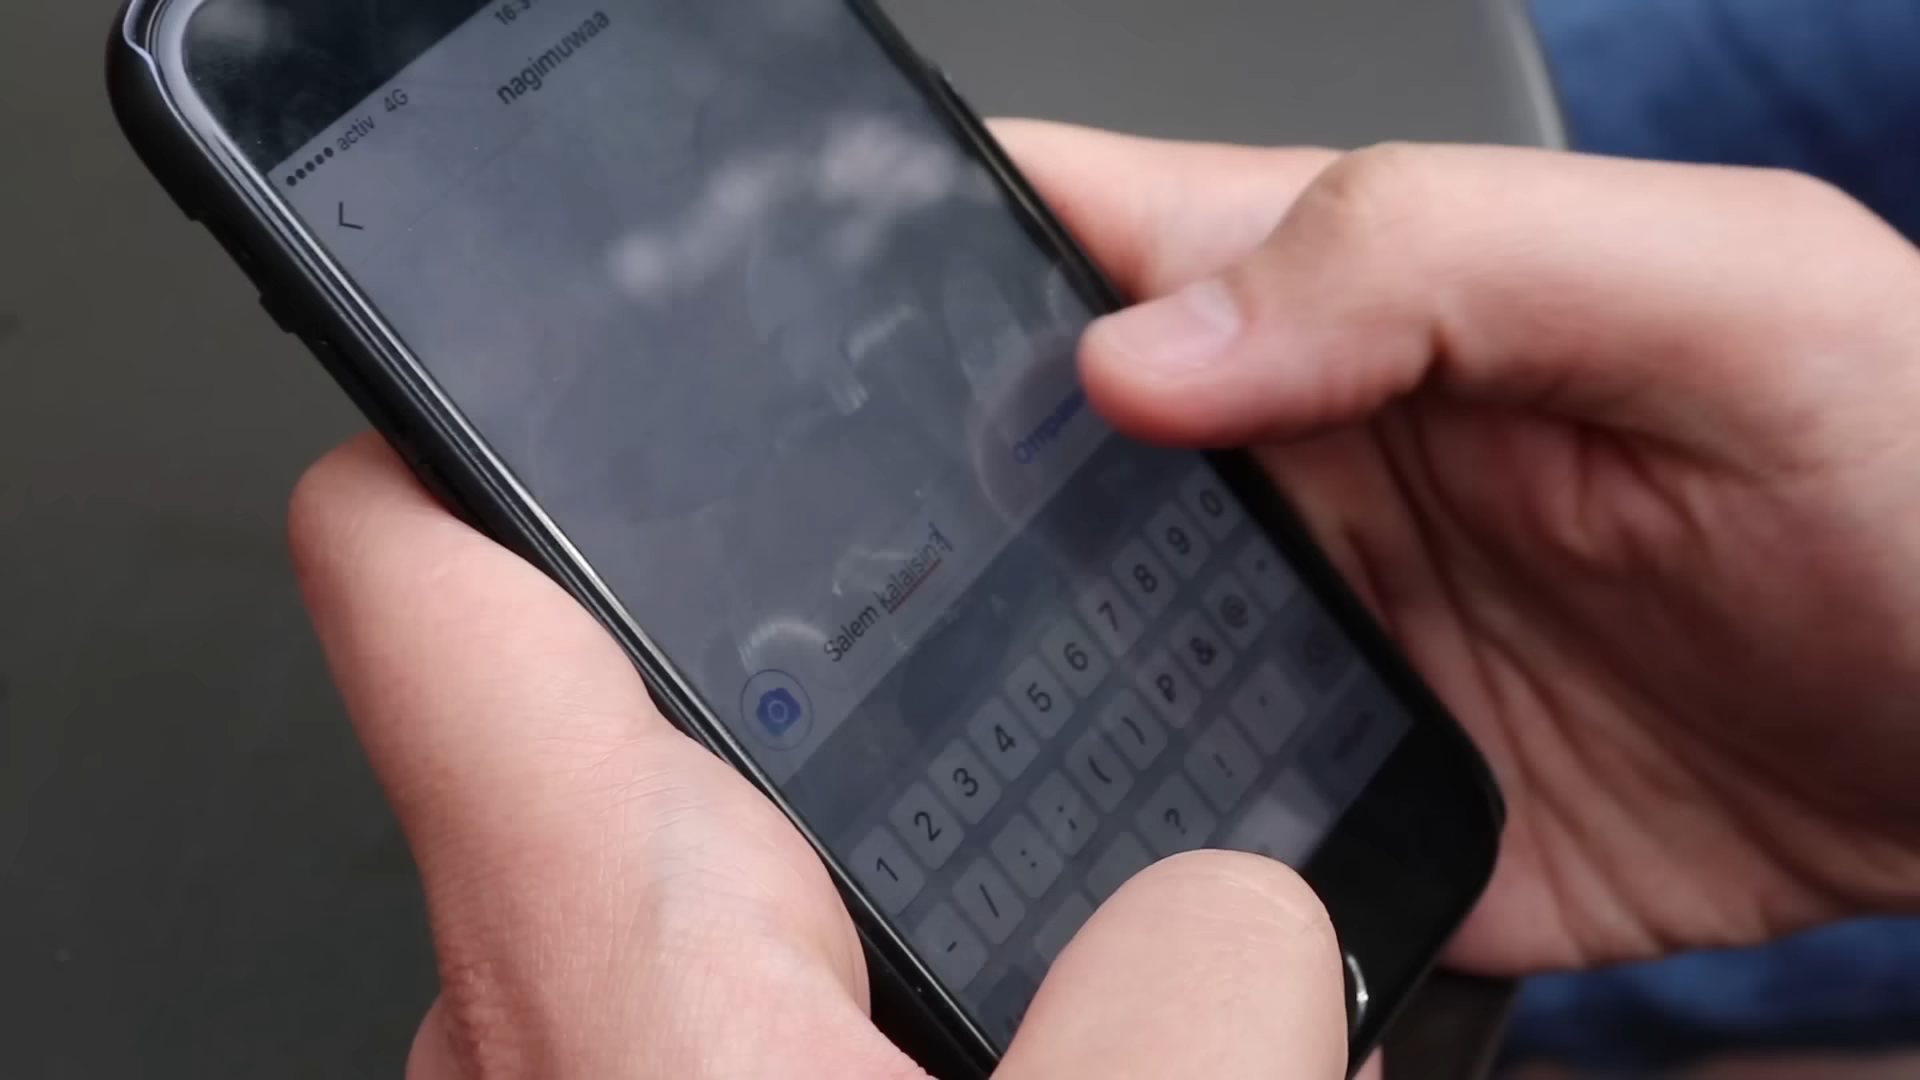 activ 4G
nagimuwaa
Salem kalaisin?
1 2 3 4 5 6 7 8 9 0
- / : ; ( ) ₽ & @
? !